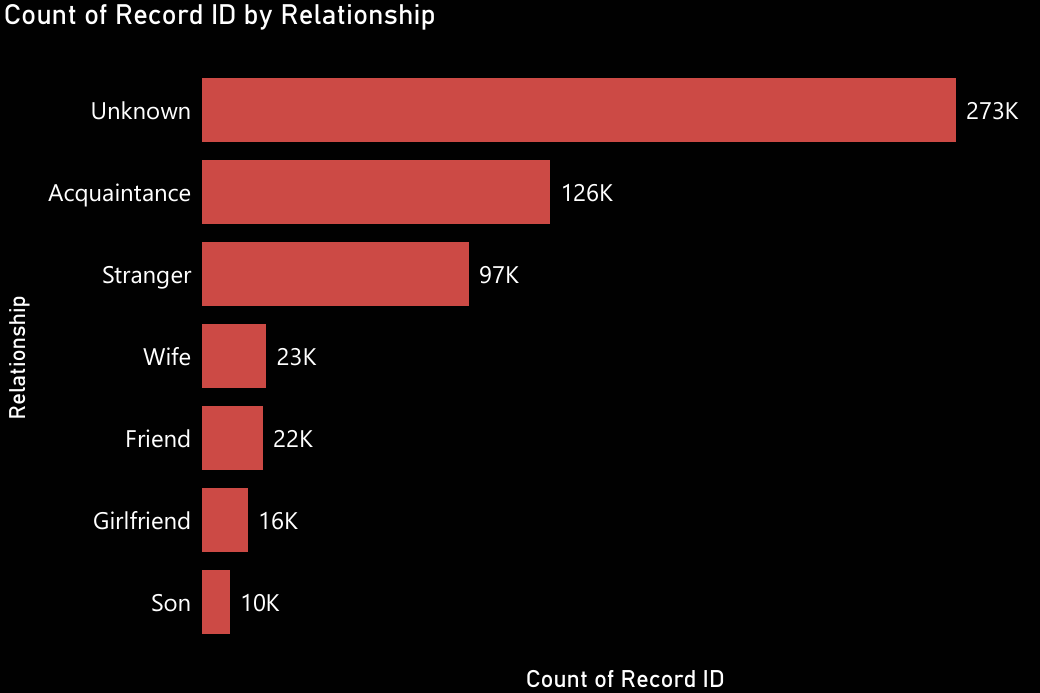 Count of Record ID by Relationship
Relationship
Unknown 273K
Acquaintance 126K
Stranger 97K
Wife 23K
Friend 22K
Girlfriend 16K
Son 10K
Count of Record ID